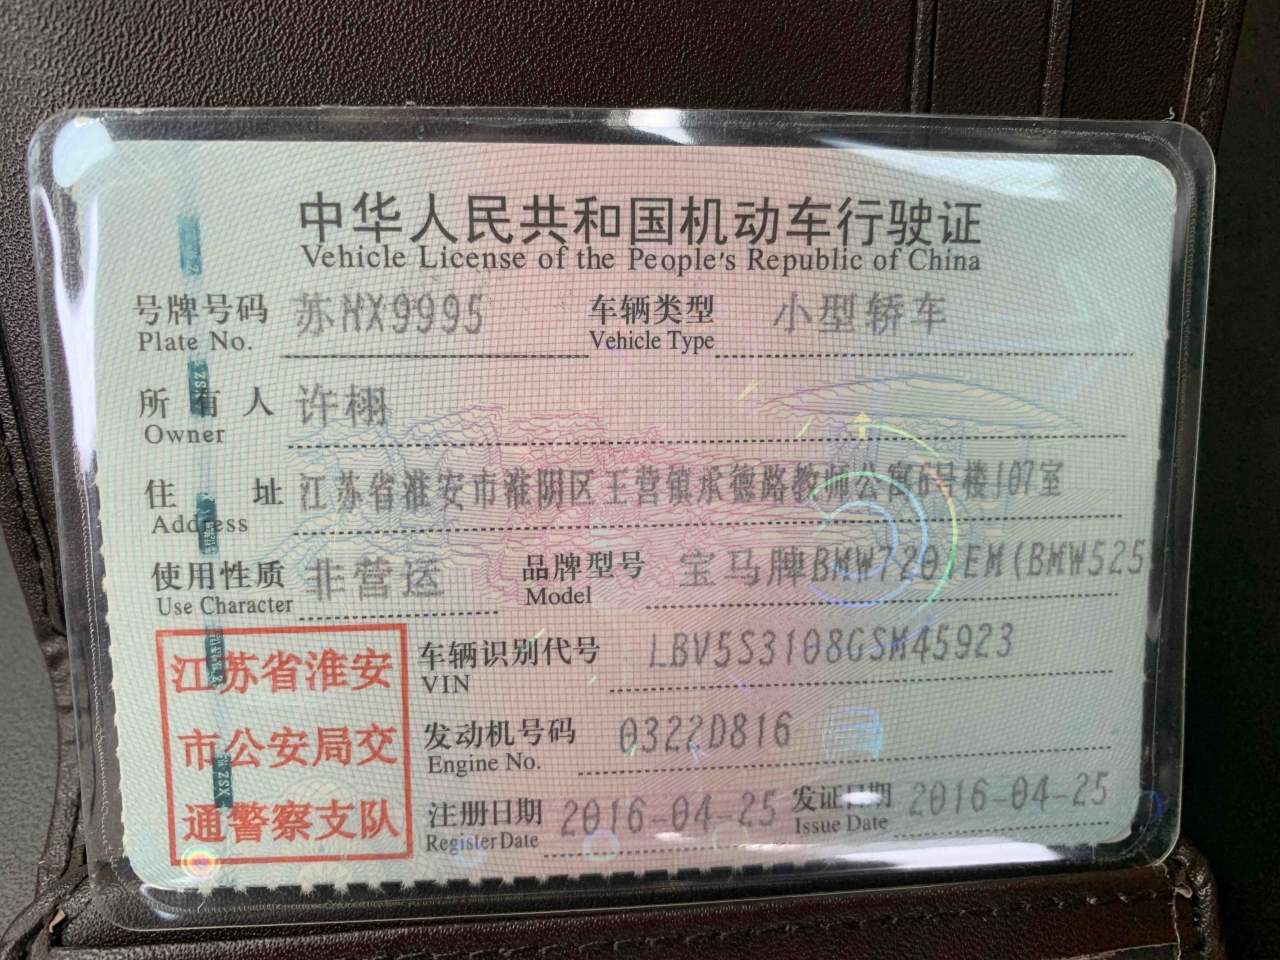 中华人民共和国机动车行驶证
Vehicle License of the People's Republic of China
号牌号码 苏HX9995 车辆类型 小型轿车
Plate No. Vehicle Type
所有人 许栩
Owner
住址 江苏省淮安市淮阴区王营镇承德路教师公寓6号楼107室
Address
使用性质 非营运 品牌型号 宝马牌BMW7201EM(BMW525
Use Character Model
江苏省淮安
市公安局交
通警察支队
车辆识别代号 LBV5S3108GSM45923
VIN
发动机号码 0322D816
Engine No.
注册日期 2016-04-25 发证日期 2016-04-25
Register Date Issue Date